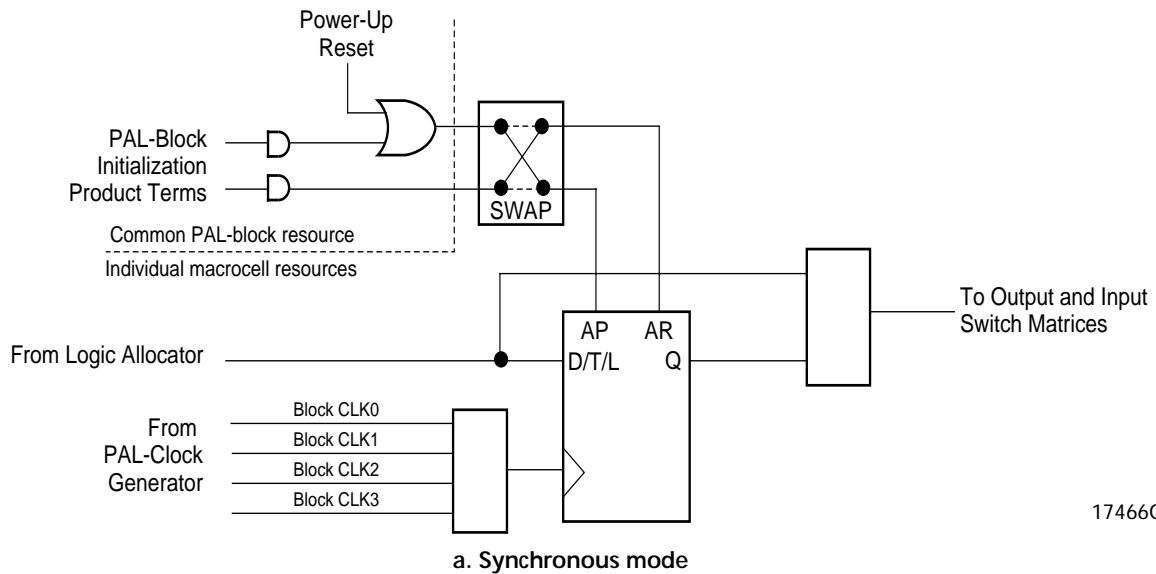 Power-Up
Reset
PAL-Block
Initialization
Product Terms
SWAP
Common PAL-block resource
Individual macrocell resources
To Output and Input
Switch Matrices
AP
AR
From Logic Allocator
D/T/L
Q
From
PAL-Clock
Generator
Block CLK0
Block CLK1
Block CLK2
Block CLK3
a. Synchronous mode